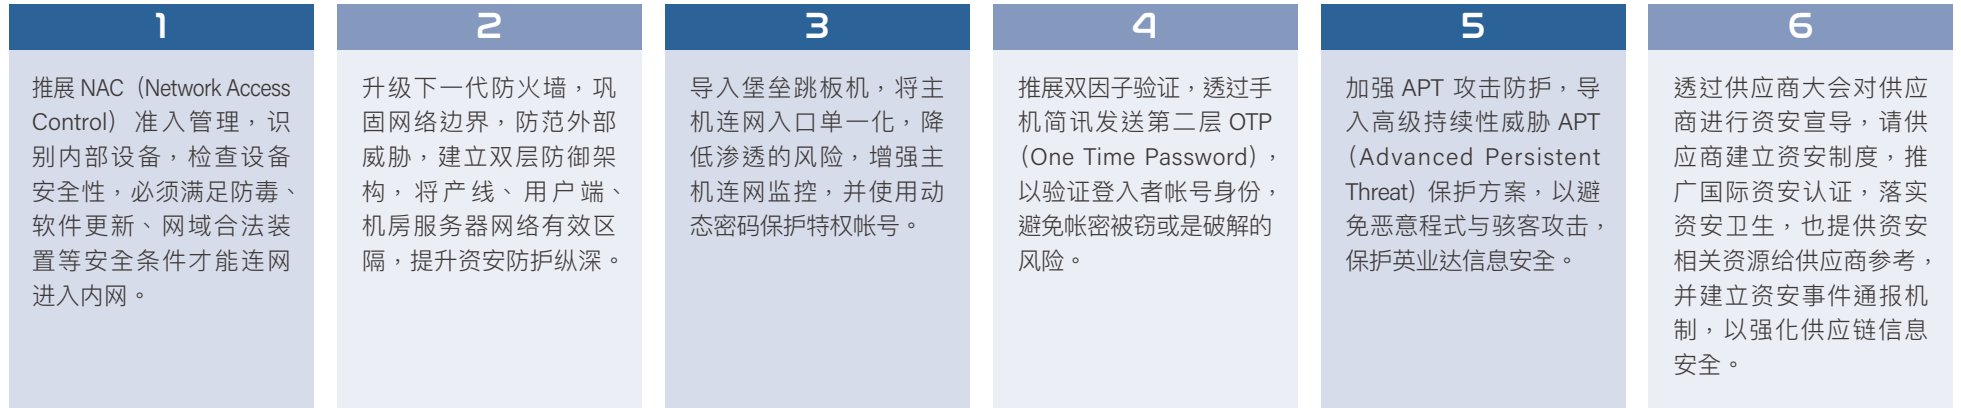 1
推展 NAC（Network Access
Control）准入管理，识
别内部设备，检查设备
安全性，必须满足防毒、
软件更新、网域合法装
置等安全条件才能连网
进入内网。
2
升级下一代防火墙，巩
固网络边界，防范外部
威胁，建立双层防御架
构，将产线、用户端、
机房服务器网络有效区
隔，提升资安防护纵深。
3
导入堡垒跳板机，将主
机连网入口单一化，降
低渗透的风险，增强主
机连网监控，并使用动
态密码保护特权帐号。
4
推展双因子验证，透过手
机简讯发送第二层 OTP
（One Time Password），
以验证登入者帐号身份，
避免帐密被窃或是破解的
风险。
5
加强 APT 攻击防护，导
入高级持续性威胁 APT
（Advanced Persistent
Threat）保护方案，以避
免恶意程式与骇客攻击，
保护英业达信息安全。
6
透过供应商大会对供应
商进行资安宣导，请供
应商建立资安制度，推
广国际资安认证，落实
资安卫生，也提供资安
相关资源给供应商参考，
并建立资安事件通报机
制，以强化供应链信息
安全。